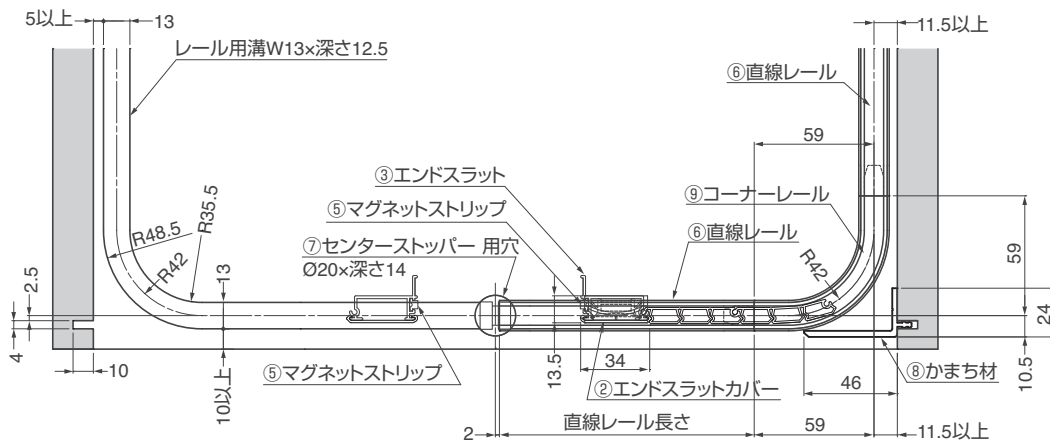 5以上
13
11.5以上
レール用溝W13×深さ12.5
⑥直線レール
59
③エンドスラット
⑤マグネットストリップ
⑨コーナーレール
⑦センターストッパー 用穴
Ø20×深さ14
⑥直線レール
R48.5
R42
R35.5
R42
59
2.5
13
4
10
10以上
⑤マグネットストリップ
13.5
34
②エンドスラットカバー
24
10.5
⑧かまち材
46
2
直線レール長さ
59
11.5以上